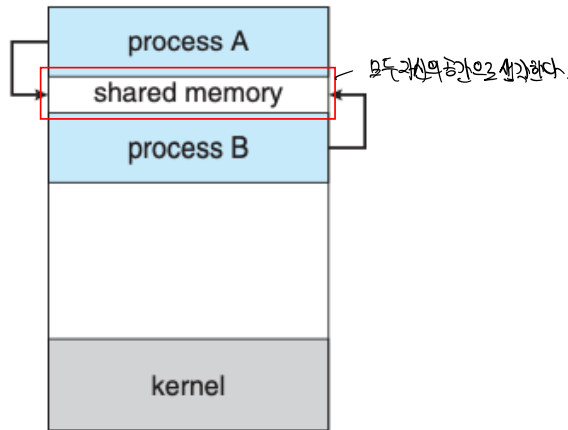 process A
shared memory
모두 자신의 공간으로 생각한다.
process B
kernel